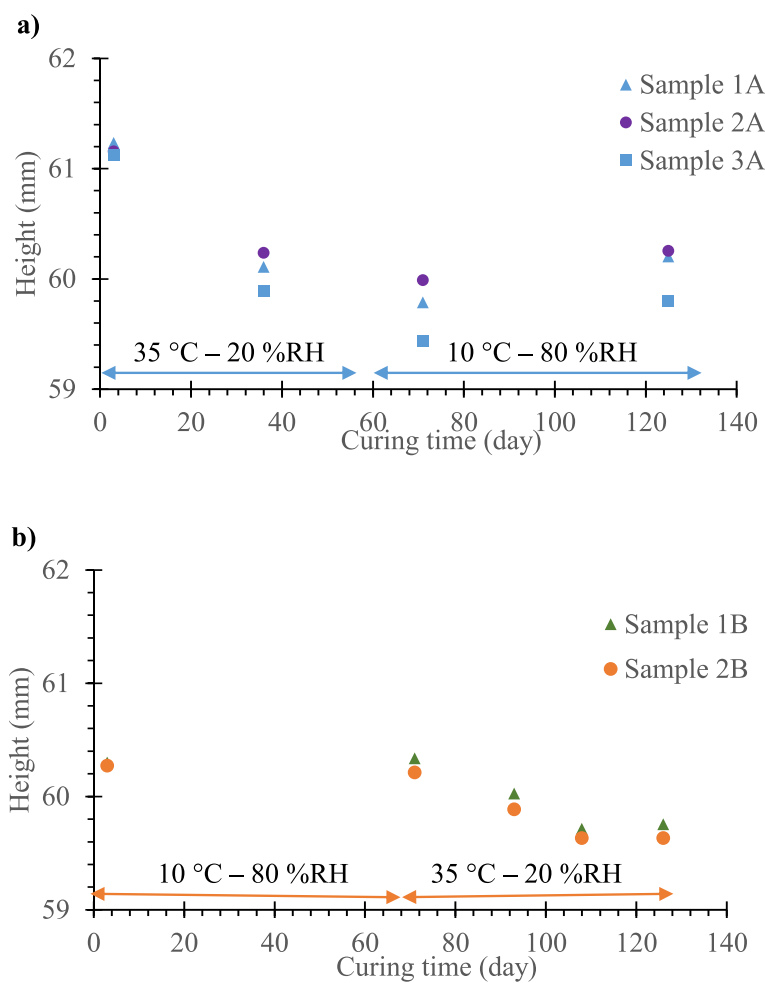 a)
62
61
60
59
Height (mm)
Sample 1A
Sample 2A
Sample 3A
35 °C – 20 %RH
10 °C – 80 %RH
0 20 40 60 80 100 120 140
Curing time (day)
b)
62
61
60
59
Height (mm)
Sample 1B
Sample 2B
10 °C – 80 %RH
35 °C – 20 %RH
0 20 40 60 80 100 120 140
Curing time (day)